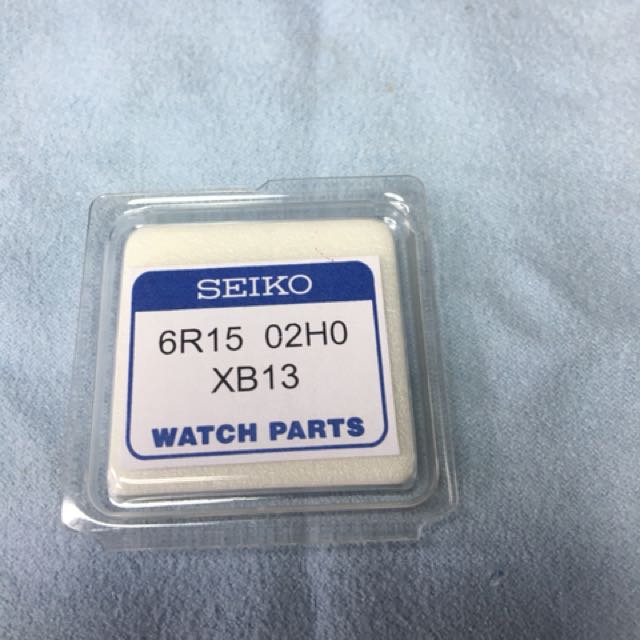 SEIKO
6R15 02H0
XB13
WATCH PARTS